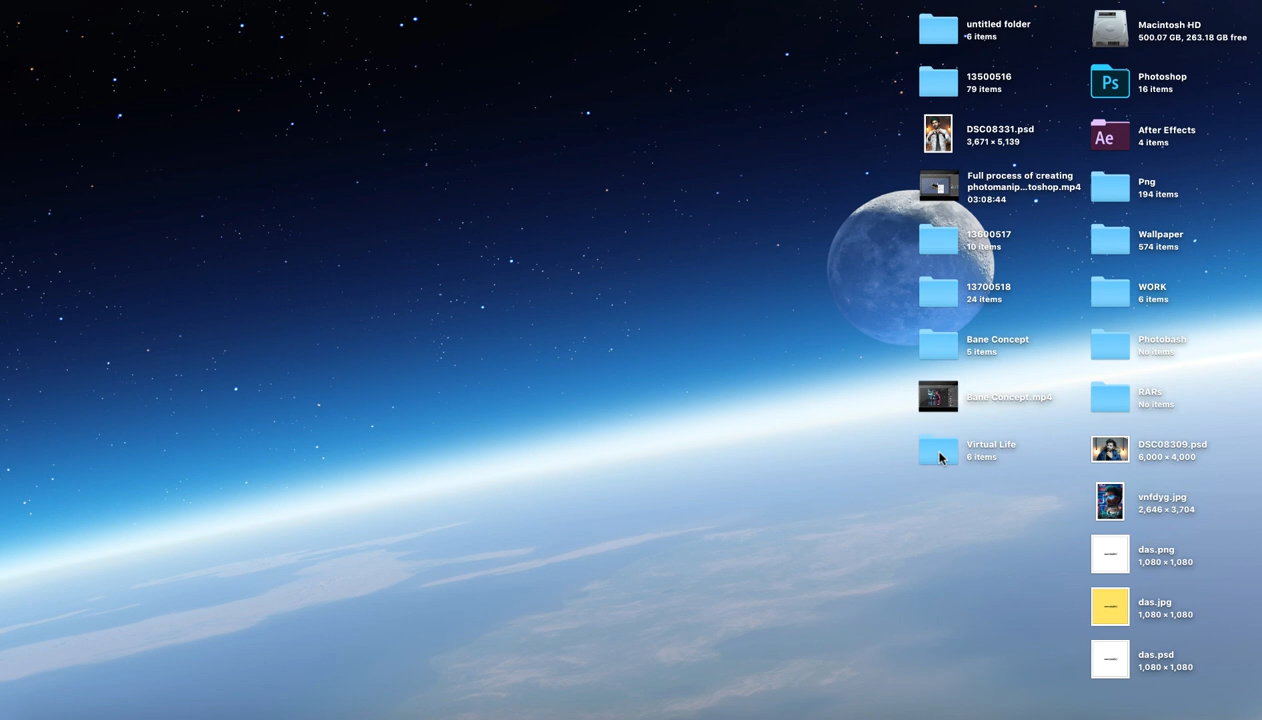 untitled folder
6 items
13500516
79 items
DSC08331.psd
3,671 × 5,139
Full process of creating
photomanip...toshop.mp4
03:08:44
13600517
10 items
13700518
24 items
Bane Concept
5 items
Bane Concept.mp4
Virtual Life
6 items
Macintosh HD
500.07 GB, 263.18 GB free
Ps
Photoshop
16 items
Ae
After Effects
4 items
Png
194 items
Wallpaper
574 items
WORK
6 items
Photobash
No items
RARs
No items
DSC08309.psd
6,000 × 4,000
vnfdyg.jpg
2,646 × 3,704
das.png
1,080 × 1,080
das.jpg
1,080 × 1,080
das.psd
1,080 × 1,080